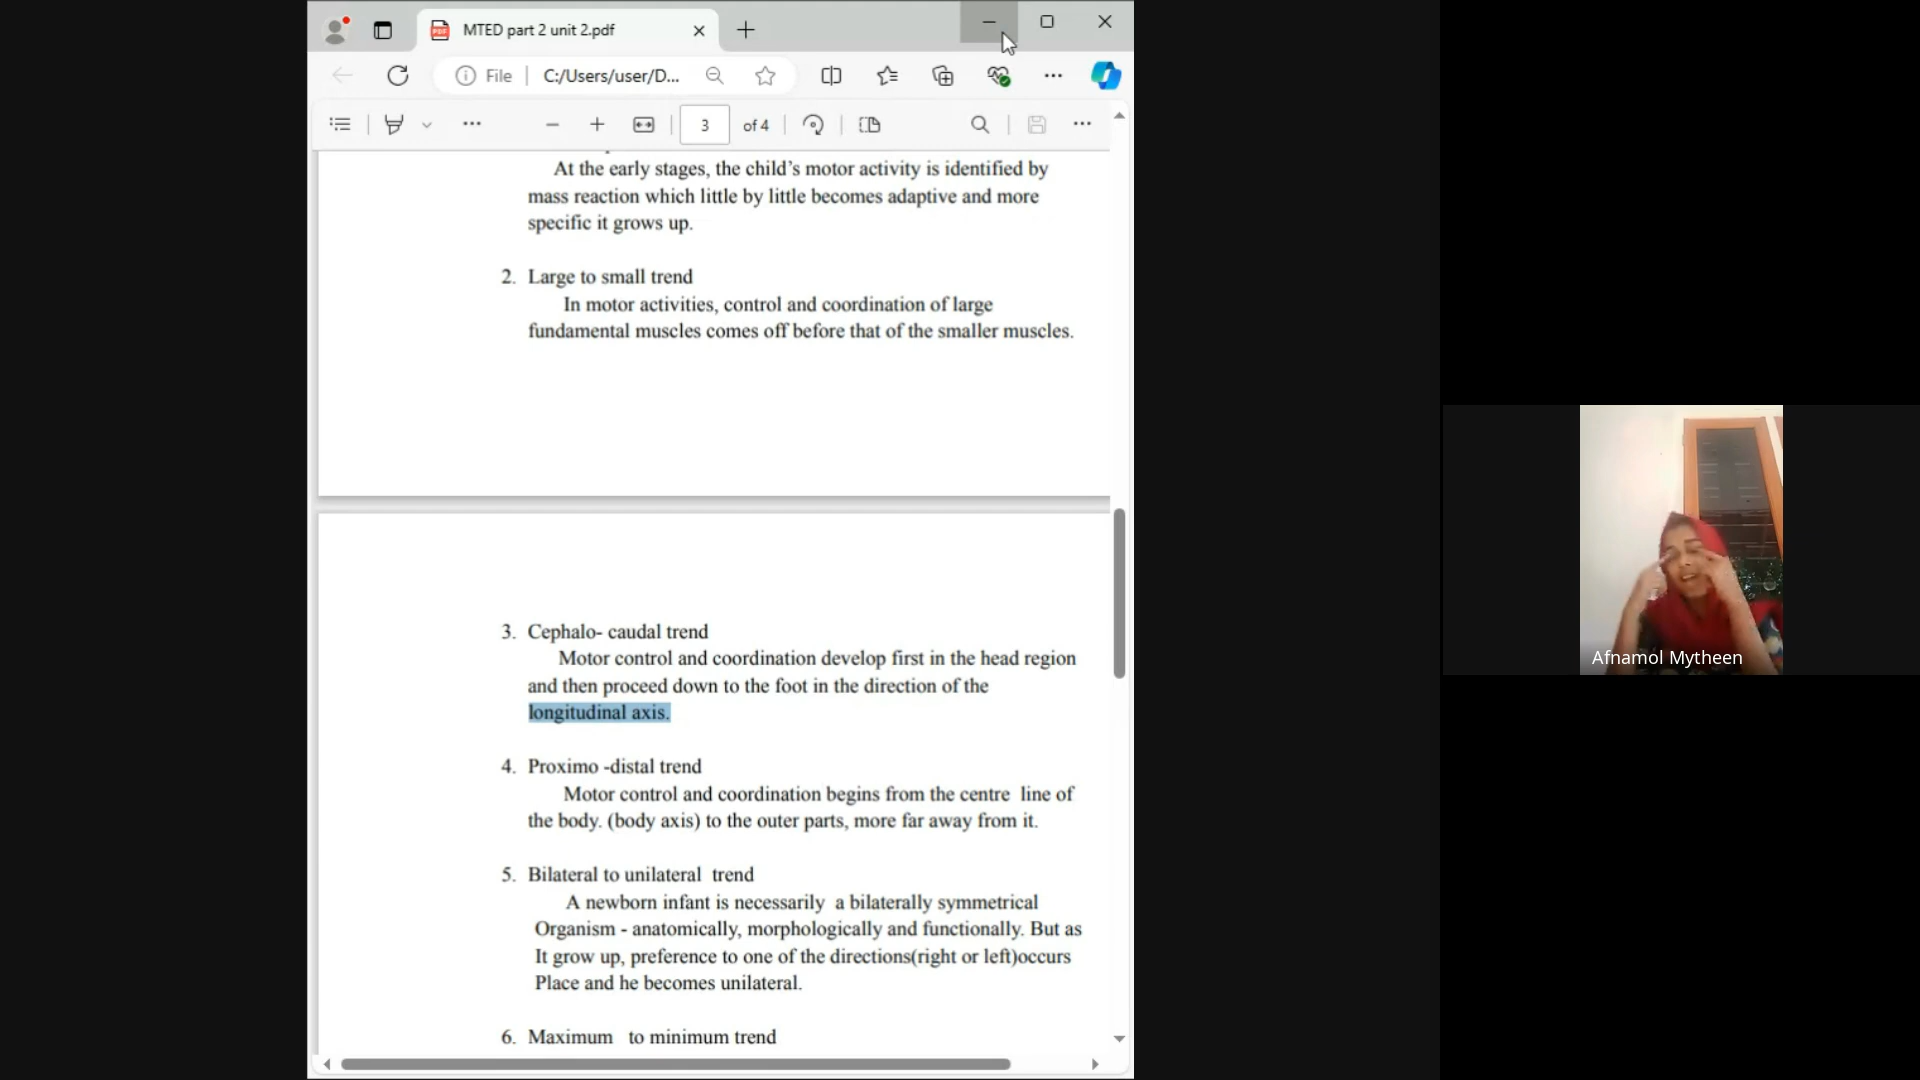 MTED part 2 unit 2.pdf
File
C:/Users/user/D...
3 of 4
At the early stages, the child's motor activity is identified by
mass reaction which little by little becomes adaptive and more
specific it grows up.
2. Large to small trend
In motor activities, control and coordination of large
fundamental muscles comes off before that of the smaller muscles.
3. Cephalo- caudal trend
Motor control and coordination develop first in the head region
and then proceed down to the foot in the direction of the
longitudinal axis.
4. Proximo -distal trend
Motor control and coordination begins from the centre line of
the body. (body axis) to the outer parts, more far away from it.
5. Bilateral to unilateral trend
A newborn infant is necessarily a bilaterally symmetrical
Organism - anatomically, morphologically and functionally. But as
It grow up, preference to one of the directions(right or left)occurs
Place and he becomes unilateral.
6. Maximum to minimum trend
Afnamol Mytheen